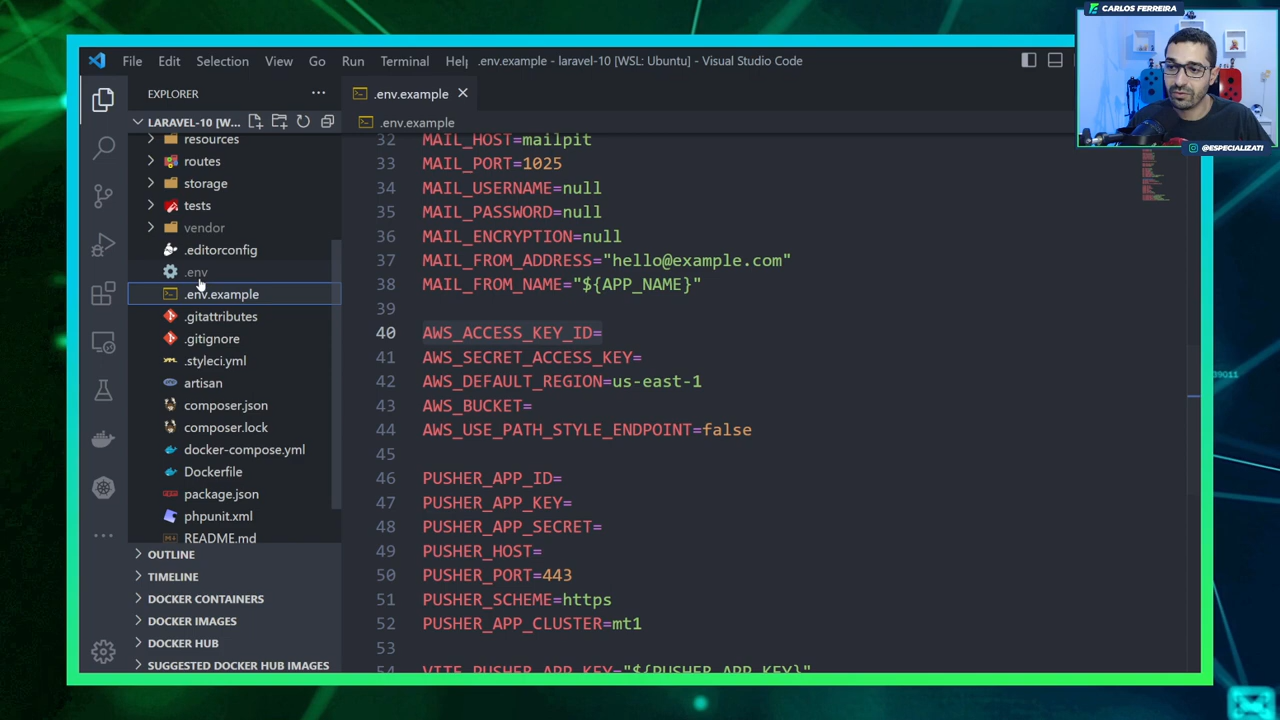 CARLOS FERREIRA
@ESPECIALIZATI
File Edit Selection View Go Run Terminal Help .env.example - laravel-10 [WSL: Ubuntu] - Visual Studio Code
EXPLORER
.env.example
LARAVEL-10 [W...
.env.example
resources
routes
storage
tests
vendor
.editorconfig
.env
.env.example
.gitattributes
.gitignore
.styleci.yml
artisan
composer.json
composer.lock
docker-compose.yml
Dockerfile
package.json
phpunit.xml
README.md
OUTLINE
TIMELINE
DOCKER CONTAINERS
DOCKER IMAGES
DOCKER HUB
SUGGESTED DOCKER HUB IMAGES
32 MAIL_HOST=mailpit
33 MAIL_PORT=1025
34 MAIL_USERNAME=null
35 MAIL_PASSWORD=null
36 MAIL_ENCRYPTION=null
37 MAIL_FROM_ADDRESS="hello@example.com"
38 MAIL_FROM_NAME="${APP_NAME}"
39
40 AWS_ACCESS_KEY_ID=
41 AWS_SECRET_ACCESS_KEY=
42 AWS_DEFAULT_REGION=us-east-1
43 AWS_BUCKET=
44 AWS_USE_PATH_STYLE_ENDPOINT=false
45
46 PUSHER_APP_ID=
47 PUSHER_APP_KEY=
48 PUSHER_APP_SECRET=
49 PUSHER_HOST=
50 PUSHER_PORT=443
51 PUSHER_SCHEME=https
52 PUSHER_APP_CLUSTER=mt1
53
54 VITE_PUSHER_APP_KEY="${PUSHER_APP_KEY}"
39011